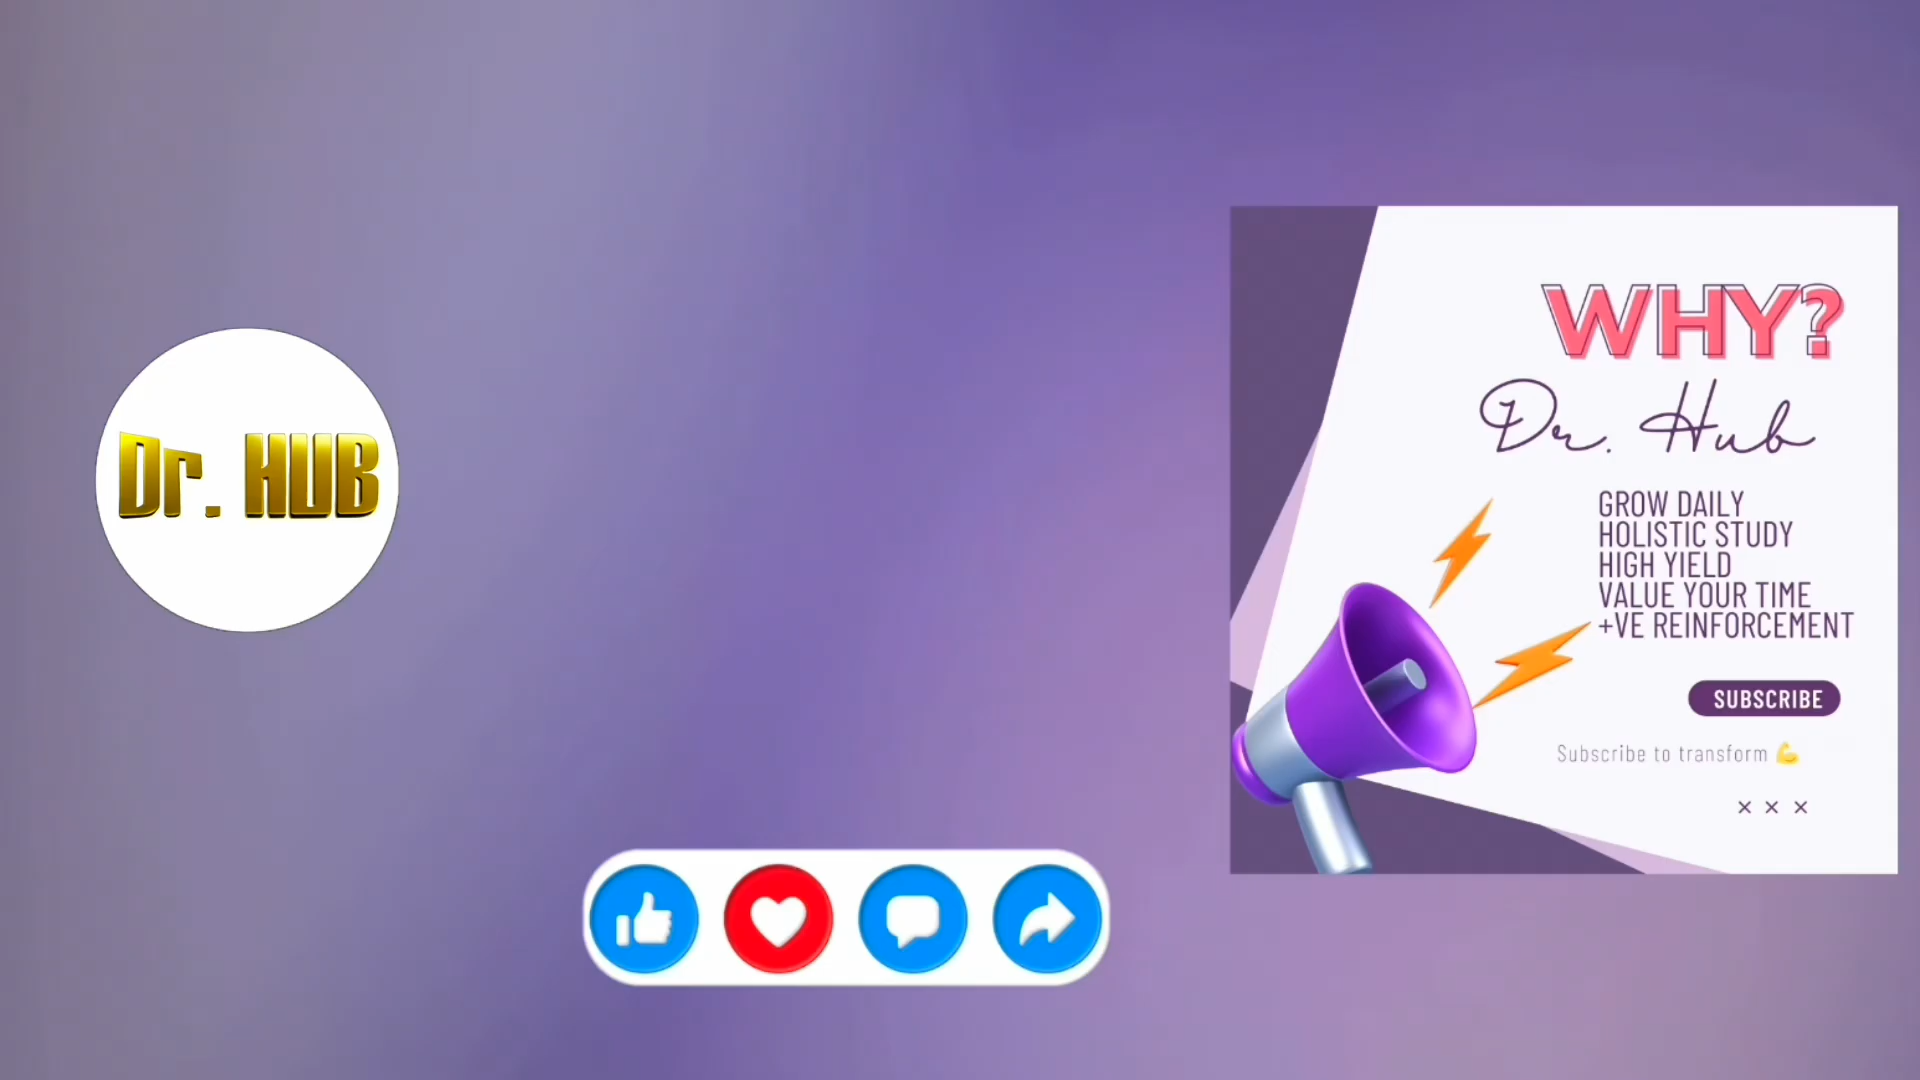 Dr. HUB
WHY?
Dr. Hub
GROW DAILY
HOLISTIC STUDY
HIGH YIELD
VALUE YOUR TIME
+VE REINFORCEMENT
SUBSCRIBE
Subscribe to transform 💪
× × ×